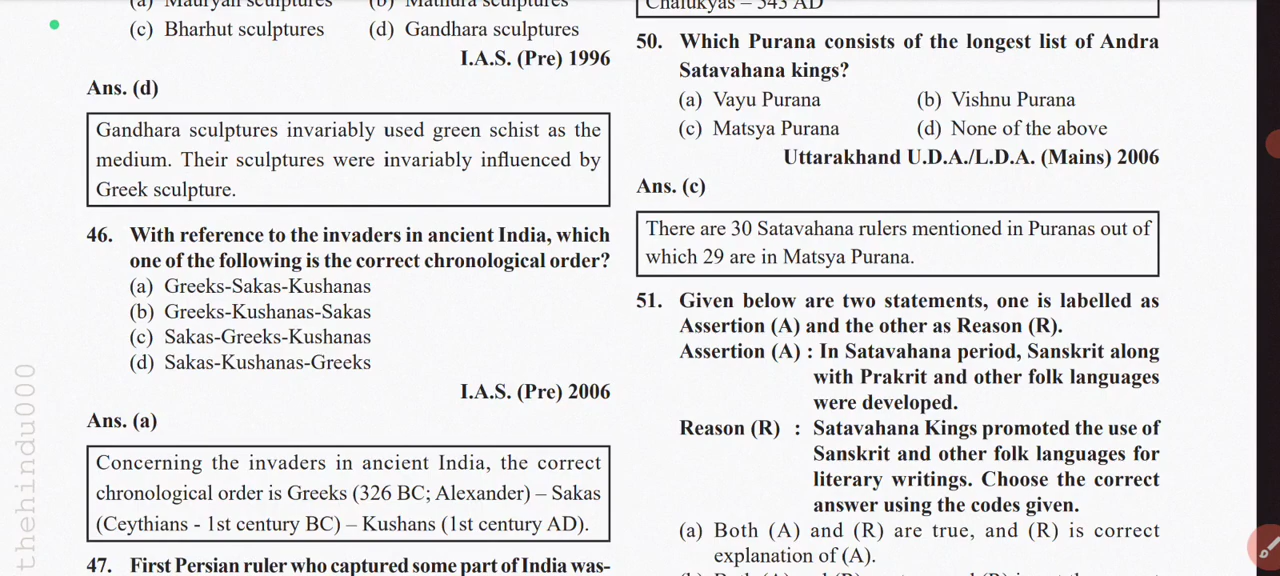 (a) Mauryan sculptures (b) Mathura sculptures
(c) Bharhut sculptures (d) Gandhara sculptures
I.A.S. (Pre) 1996
Ans. (d)
Gandhara sculptures invariably used green schist as the
medium. Their sculptures were invariably influenced by
Greek sculpture.
46. With reference to the invaders in ancient India, which
one of the following is the correct chronological order?
(a) Greeks-Sakas-Kushanas
(b) Greeks-Kushanas-Sakas
(c) Sakas-Greeks-Kushanas
(d) Sakas-Kushanas-Greeks
I.A.S. (Pre) 2006
Ans. (a)
Concerning the invaders in ancient India, the correct
chronological order is Greeks (326 BC; Alexander) – Sakas
(Ceythians - 1st century BC) – Kushans (1st century AD).
47. First Persian ruler who captured some part of India was-
Chalukyas – 543 AD
50. Which Purana consists of the longest list of Andra
Satavahana kings?
(a) Vayu Purana (b) Vishnu Purana
(c) Matsya Purana (d) None of the above
Uttarakhand U.D.A./L.D.A. (Mains) 2006
Ans. (c)
There are 30 Satavahana rulers mentioned in Puranas out of
which 29 are in Matsya Purana.
51. Given below are two statements, one is labelled as
Assertion (A) and the other as Reason (R).
Assertion (A) : In Satavahana period, Sanskrit along
with Prakrit and other folk languages
were developed.
Reason (R) : Satavahana Kings promoted the use of
Sanskrit and other folk languages for
literary writings. Choose the correct
answer using the codes given.
(a) Both (A) and (R) are true, and (R) is correct
explanation of (A).
thehindu000